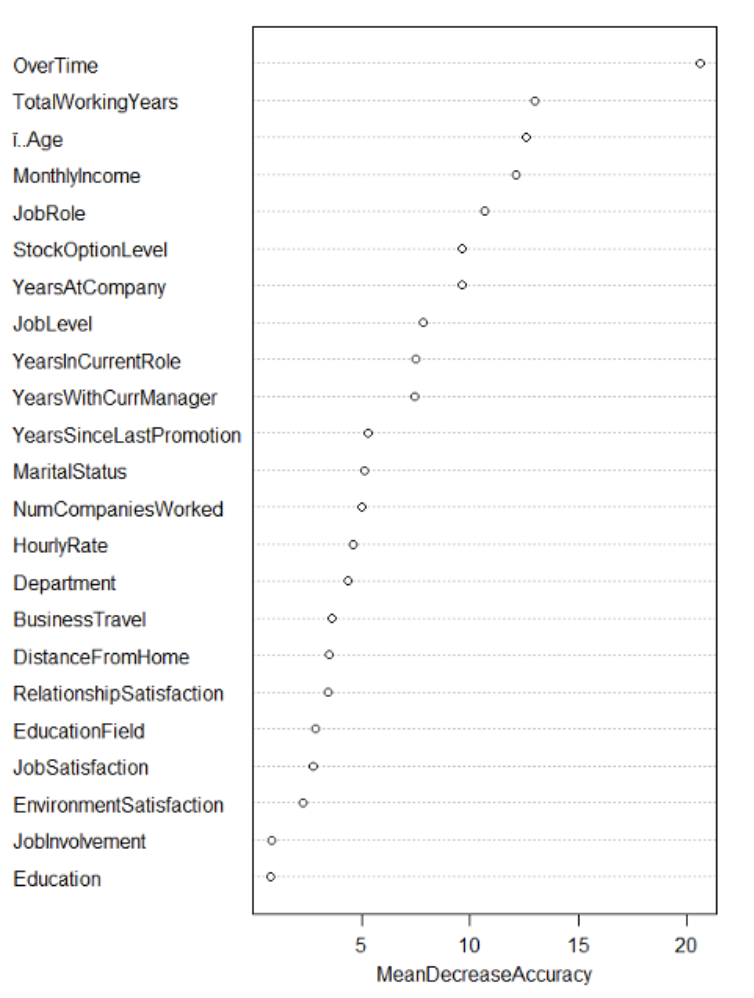 OverTime
TotalWorkingYears
ï..Age
MonthlyIncome
JobRole
StockOptionLevel
YearsAtCompany
JobLevel
YearsInCurrentRole
YearsWithCurrManager
YearsSinceLastPromotion
MaritalStatus
NumCompaniesWorked
HourlyRate
Department
BusinessTravel
DistanceFromHome
RelationshipSatisfaction
EducationField
JobSatisfaction
EnvironmentSatisfaction
JobInvolvement
Education
5 10 15 20
MeanDecreaseAccuracy